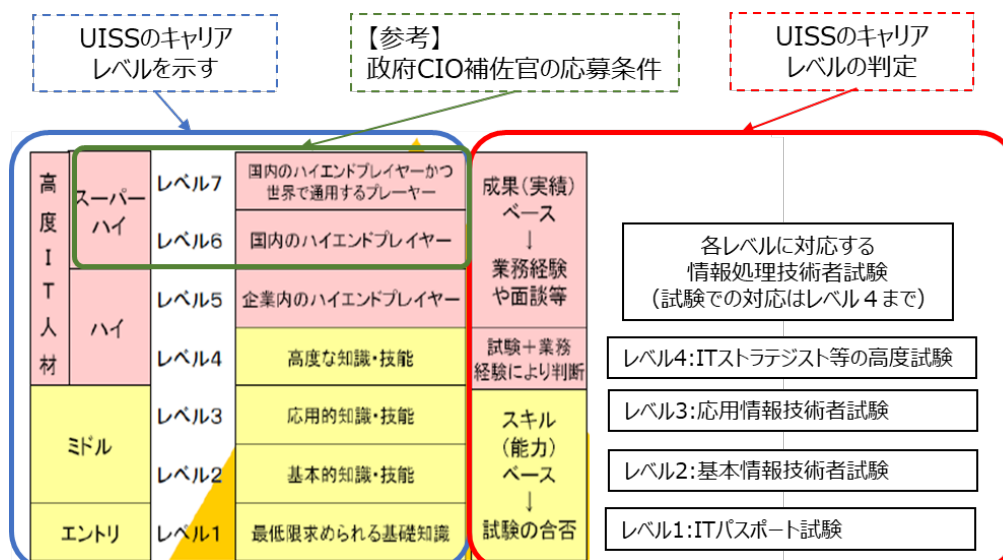 UISSのキャリア
レベルを示す
【参考】
政府CIO補佐官の応募条件
UISSのキャリア
レベルの判定
高度IT人材
スーパー
ハイ
レベル7
国内のハイエンドプレイヤーかつ
世界で通用するプレーヤー
レベル6
国内のハイエンドプレイヤー
ハイ
レベル5
企業内のハイエンドプレイヤー
レベル4
高度な知識・技能
ミドル
レベル3
応用的知識・技能
レベル2
基本的知識・技能
エントリ
レベル1
最低限求められる基礎知識
成果(実績)
ベース
↓
業務経験
や面談等
試験+業務
経験により判断
スキル
(能力)
ベース
↓
試験の合否
各レベルに対応する
情報処理技術者試験
(試験での対応はレベル4まで)
レベル4:ITストラテジスト等の高度試験
レベル3:応用情報技術者試験
レベル2:基本情報技術者試験
レベル1:ITパスポート試験